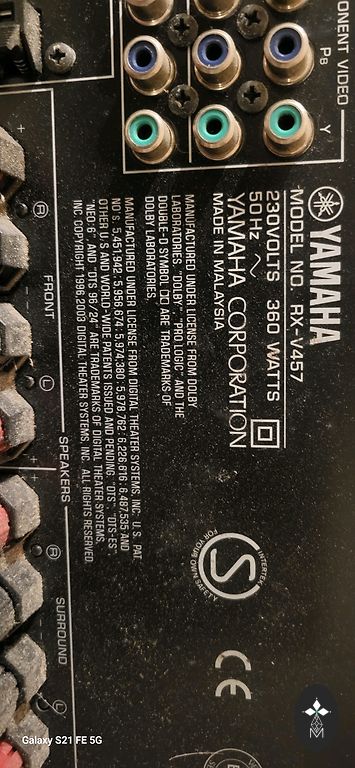 YAMAHA
MODEL NO. RX-V457
230VOLTS 360 WATTS
50Hz ~
YAMAHA CORPORATION
MADE IN MALAYSIA
MANUFACTURED UNDER LICENSE FROM DOLBY
LABORATORIES. "DOLBY", "PRO LOGIC" AND THE
DOUBLE-D SYMBOL ARE TRADEMARKS OF
DOLBY LABORATORIES.
MANUFACTURED UNDER LICENSE FROM DIGITAL THEATER SYSTEMS, INC. U.S. PAT.
NO's. 5,451,942; 5,956,674; 5,974,380; 5,978,762; 6,226,616; 6,487,535 AND
OTHER U.S. AND WORLD-WIDE PATENTS ISSUED AND PENDING. "DTS", "DTS-ES",
"NEO:6", AND "DTS 96/24" ARE TRADEMARKS OF DIGITAL THEATER SYSTEMS,
INC. COPYRIGHT 1996,2003 DIGITAL THEATER SYSTEMS, INC. ALL RIGHTS RESERVED.
ONENT VIDEO
PB
Y
INTERTEK
S
FOR YOUR OWN SAFETY
CE
FRONT
SPEAKERS
SURROUND
R
L
R
L
+
+
M
Galaxy S21 FE 5G